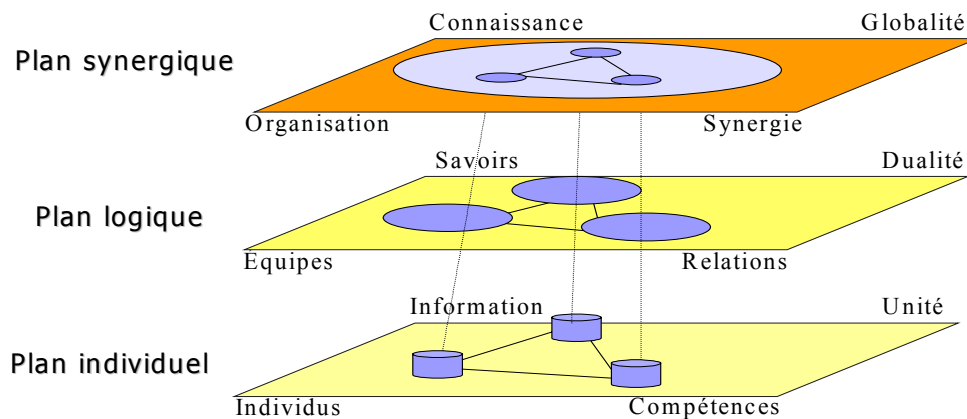 Connaissance Globalité
Plan synergique
Organisation Synergie
Savoirs Dualité
Plan logique
Equipes Relations
Information Unité
Plan individuel
Individus Compétences